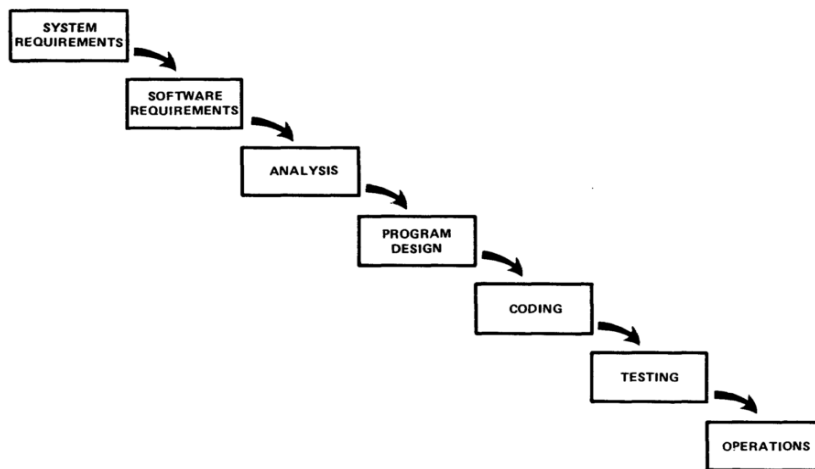 SYSTEM
REQUIREMENTS
SOFTWARE
REQUIREMENTS
ANALYSIS
PROGRAM
DESIGN
CODING
TESTING
OPERATIONS